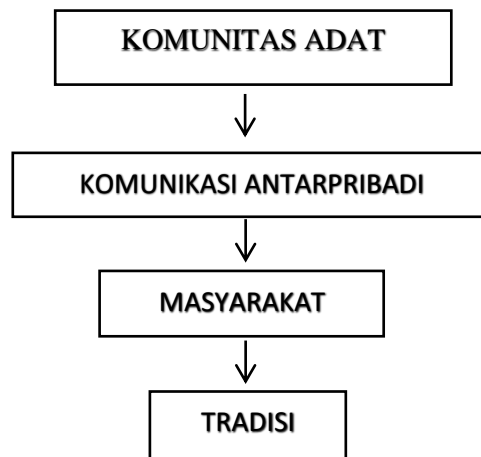 KOMUNITAS ADAT
KOMUNIKASI ANTARPRIBADI
MASYARAKAT
TRADISI